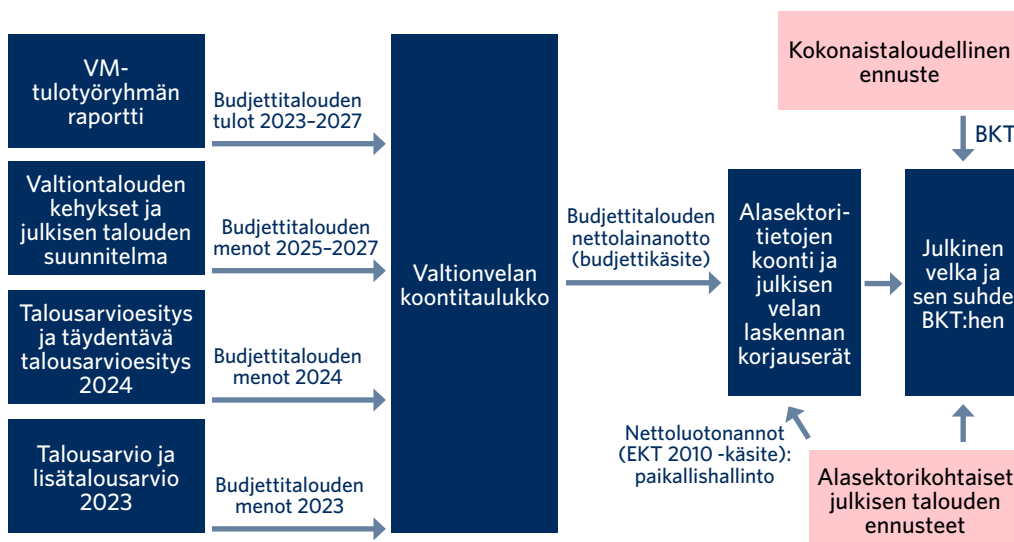 VM-
tulotyöryhmän
raportti
Budjettitalouden
tulot 2023–2027
Valtiontalouden
kehykset ja
julkisen talouden
suunnitelma
Budjettitalouden
menot 2025–2027
Talousarvioesitys
ja täydentävä
talousarvioesitys
2024
Budjettitalouden
menot 2024
Talousarvio ja
lisätalousarvio
2023
Budjettitalouden
menot 2023
Valtionvelan
koontitaulukko
Budjettitalouden
nettolainanotto
(budjettikäsite)
Alasektori-
tietojen
koonti ja
julkisen
velan
laskennan
korjauserät
Nettoluotonannot
(EKT 2010 -käsite):
paikallishallinto
Kokonaistaloudellinen
ennuste
BKT
Julkinen
velka ja
sen suhde
BKT:hen
Alasektorikohtaiset
julkisen talouden
ennusteet